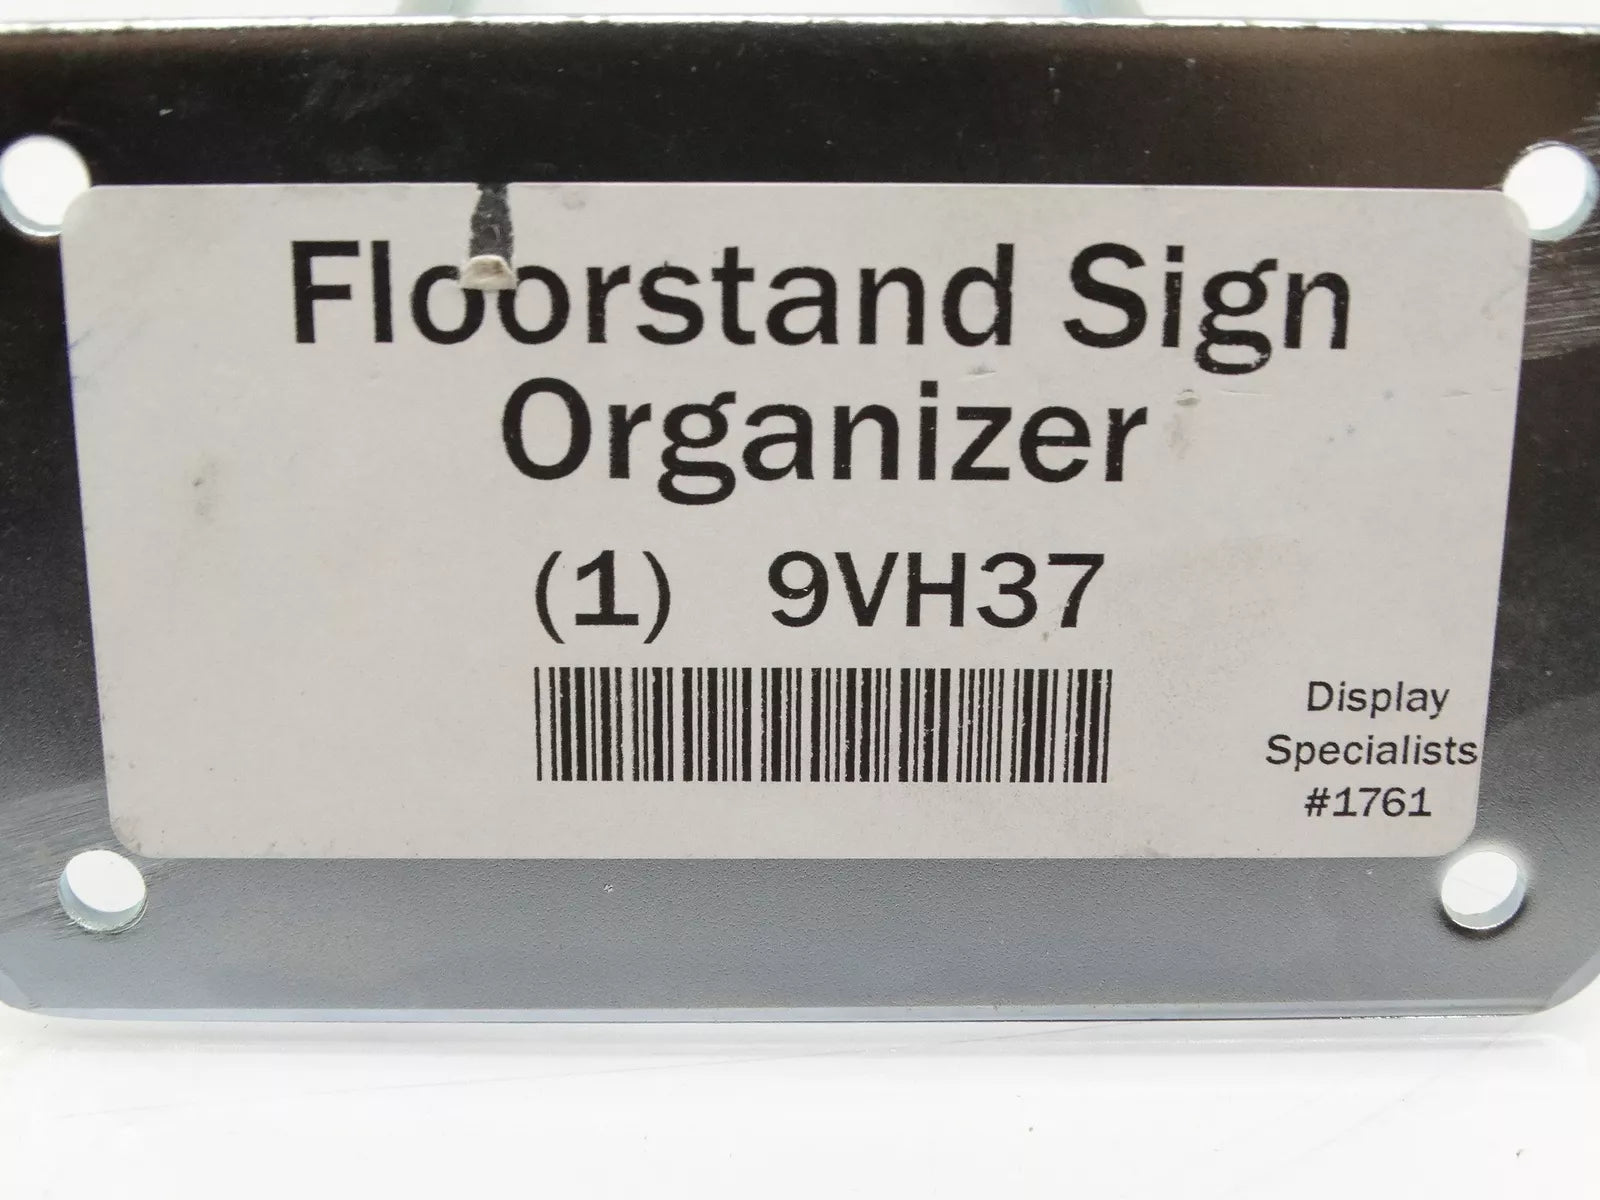 Floorstand Sign
Organizer
(1) 9VH37
Display
Specialists
#1761